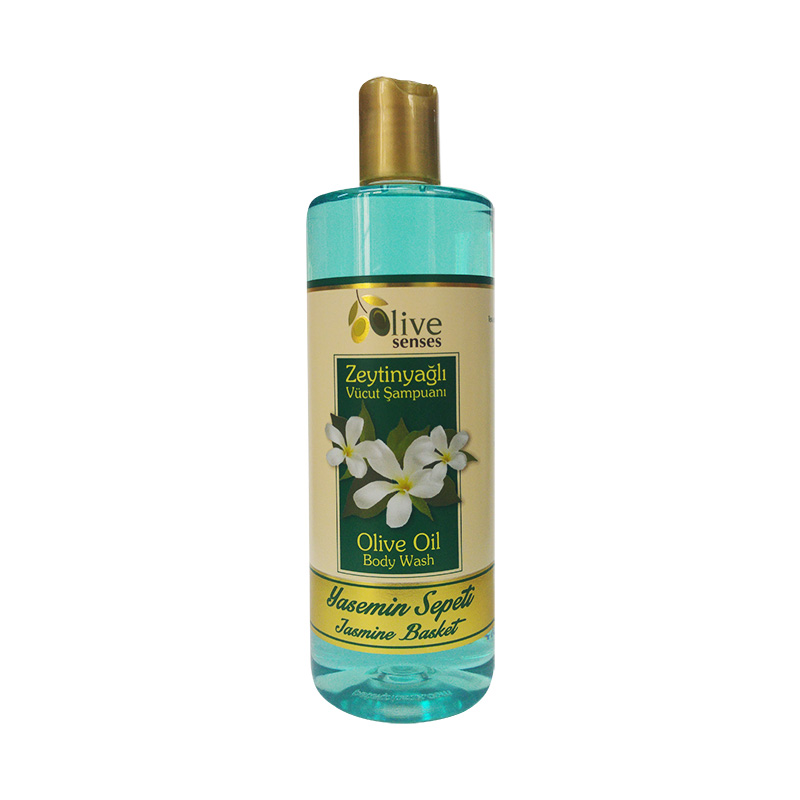 Olive
senses
Zeytinyağlı
Vücut Şampuanı
Olive Oil
Body Wash
Yasemin Sepeti
Jasmine Basket